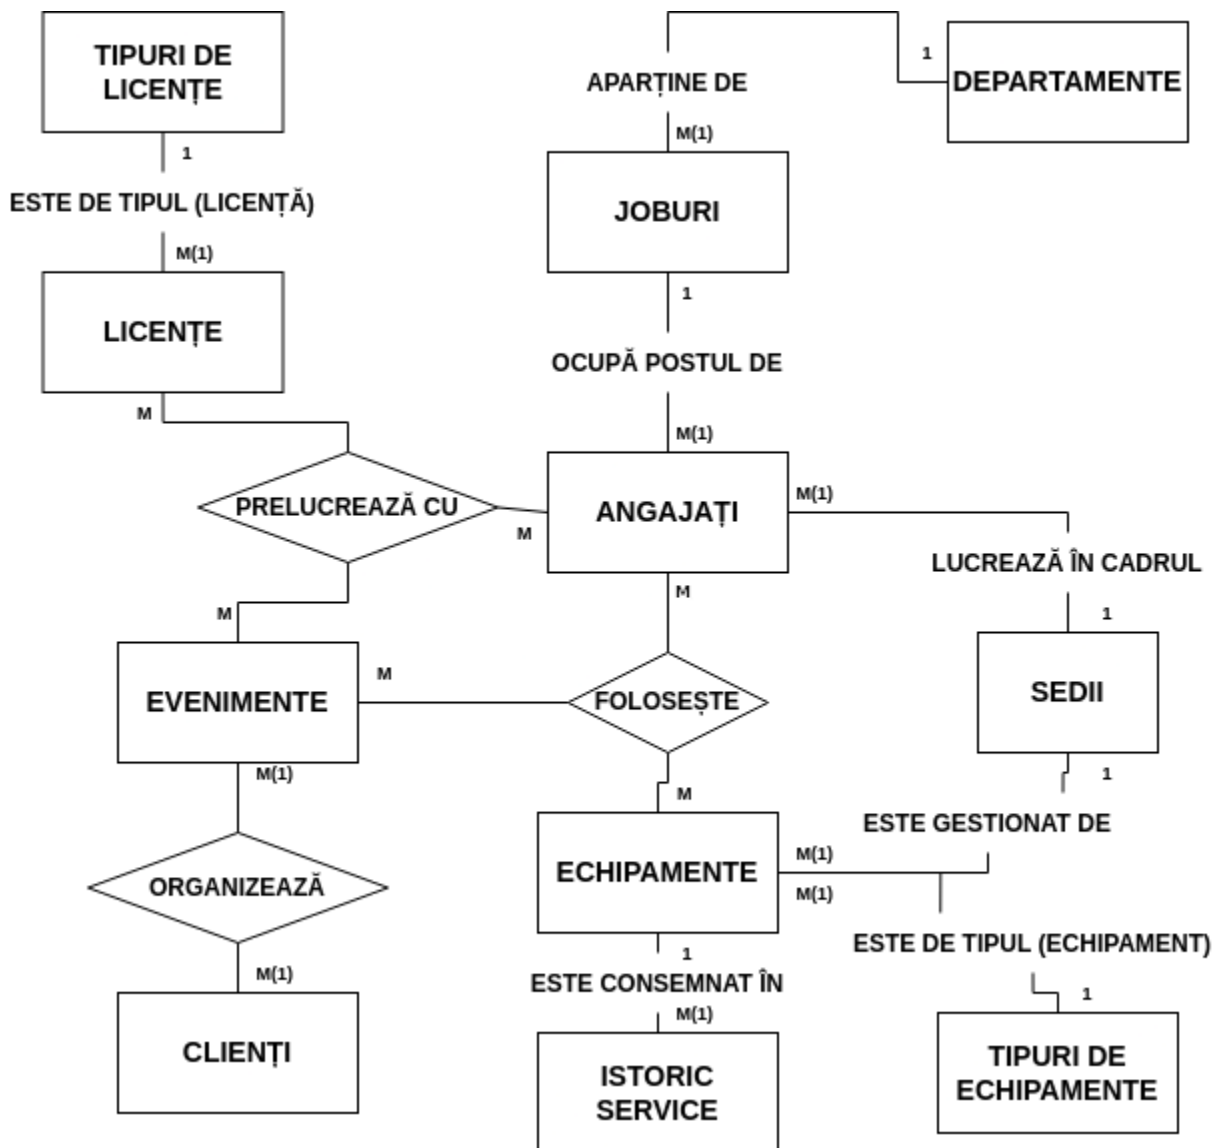 TIPURI DE
LICENȚE
1
ESTE DE TIPUL (LICENȚĂ)
M(1)
LICENȚE
M
PRELUCREAZĂ CU
M
M
EVENIMENTE
M
M(1)
ORGANIZEAZĂ
M(1)
CLIENȚI
APARȚINE DE
1
DEPARTAMENTE
M(1)
JOBURI
1
OCUPĂ POSTUL DE
M(1)
ANGAJAȚI
M(1)
LUCREAZĂ ÎN CADRUL
1
SEDII
1
ESTE GESTIONAT DE
M
FOLOSEȘTE
M
ECHIPAMENTE
M(1)
M(1)
ESTE DE TIPUL (ECHIPAMENT)
1
TIPURI DE
ECHIPAMENTE
1
ESTE CONSEMNAT ÎN
M(1)
ISTORIC
SERVICE